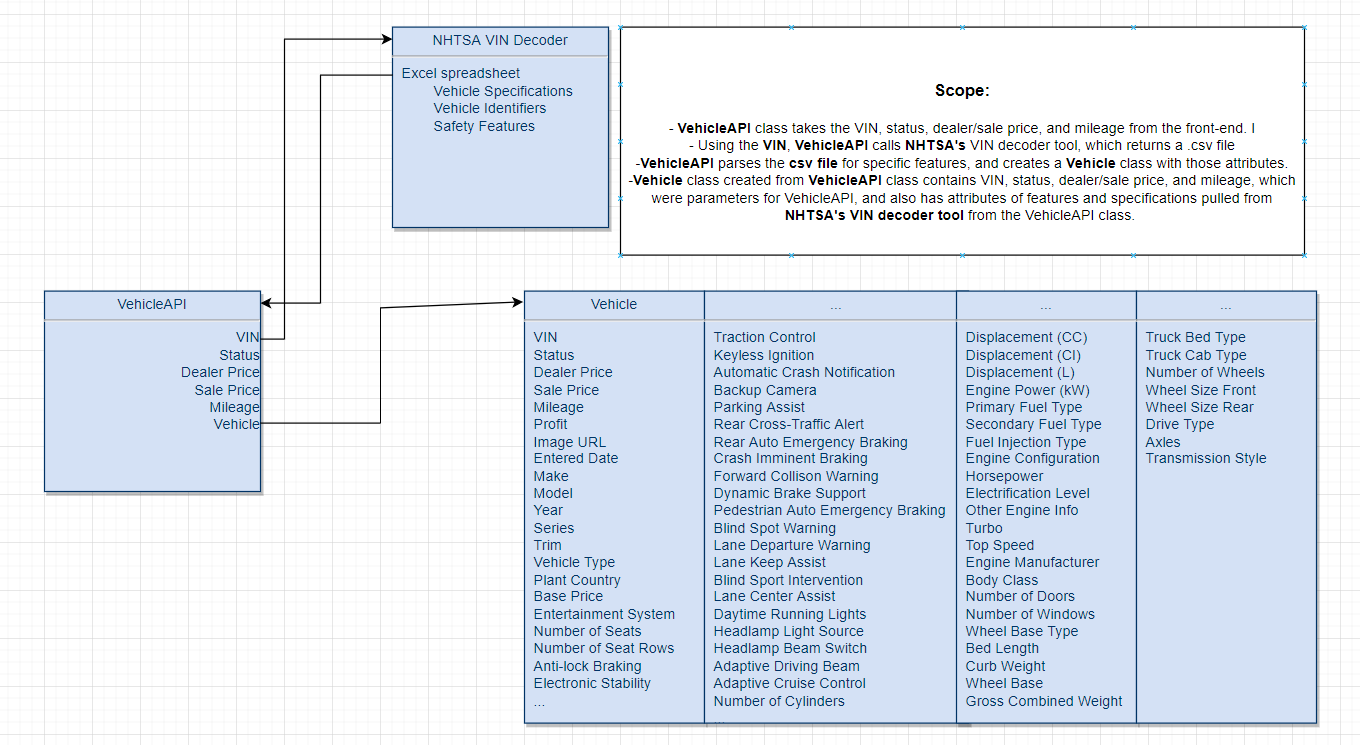 NHTSA VIN Decoder
Excel spreadsheet
Vehicle Specifications
Vehicle Identifiers
Safety Features
Scope:
- VehicleAPI class takes the VIN, status, dealer/sale price, and mileage from the front-end. I
- Using the VIN, VehicleAPI calls NHTSA's VIN decoder tool, which returns a .csv file
-VehicleAPI parses the csv file for specific features, and creates a Vehicle class with those attributes.
-Vehicle class created from VehicleAPI class contains VIN, status, dealer/sale price, and mileage, which
were parameters for VehicleAPI, and also has attributes of features and specifications pulled from
NHTSA's VIN decoder tool from the VehicleAPI class.
VehicleAPI
VIN
Status
Dealer Price
Sale Price
Mileage
Vehicle
Vehicle
VIN
Status
Dealer Price
Sale Price
Mileage
Profit
Image URL
Entered Date
Make
Model
Year
Series
Trim
Vehicle Type
Plant Country
Base Price
Entertainment System
Number of Seats
Number of Seat Rows
Anti-lock Braking
Electronic Stability
...
...
Traction Control
Keyless Ignition
Automatic Crash Notification
Backup Camera
Parking Assist
Rear Cross-Traffic Alert
Rear Auto Emergency Braking
Crash Imminent Braking
Forward Collison Warning
Dynamic Brake Support
Pedestrian Auto Emergency Braking
Blind Spot Warning
Lane Departure Warning
Lane Keep Assist
Blind Sport Intervention
Lane Center Assist
Daytime Running Lights
Headlamp Light Source
Headlamp Beam Switch
Adaptive Driving Beam
Adaptive Cruise Control
Number of Cylinders
...
...
Displacement (CC)
Displacement (CI)
Displacement (L)
Engine Power (kW)
Primary Fuel Type
Secondary Fuel Type
Fuel Injection Type
Engine Configuration
Horsepower
Electrification Level
Other Engine Info
Turbo
Top Speed
Engine Manufacturer
Body Class
Number of Doors
Number of Windows
Wheel Base Type
Bed Length
Curb Weight
Wheel Base
Gross Combined Weight
...
Truck Bed Type
Truck Cab Type
Number of Wheels
Wheel Size Front
Wheel Size Rear
Drive Type
Axles
Transmission Style